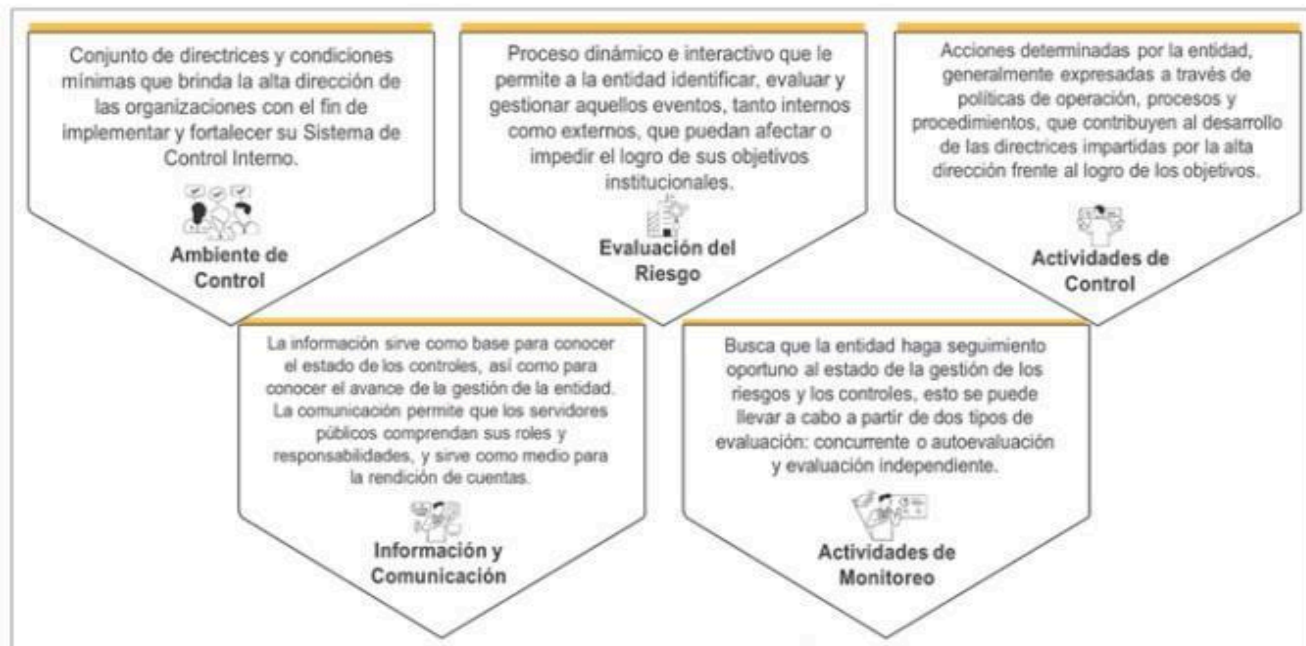 Conjunto de directrices y condiciones
mínimas que brinda la alta dirección de
las organizaciones con el fin de
implementar y fortalecer su Sistema de
Control Interno.
Ambiente de
Control
Proceso dinámico e interactivo que le
permite a la entidad identificar, evaluar y
gestionar aquellos eventos, tanto internos
como externos, que puedan afectar o
impedir el logro de sus objetivos
institucionales.
Evaluación del
Riesgo
Acciones determinadas por la entidad,
generalmente expresadas a través de
políticas de operación, procesos y
procedimientos, que contribuyen al desarrollo
de las directrices impartidas por la alta
dirección frente al logro de los objetivos.
Actividades de
Control
La información sirve como base para conocer
el estado de los controles, así como para
conocer el avance de la gestión de la entidad.
La comunicación permite que los servidores
públicos comprendan sus roles y
responsabilidades, y sirve como medio para
la rendición de cuentas.
Información y
Comunicación
Busca que la entidad haga seguimiento
oportuno al estado de la gestión de los
riesgos y los controles, esto se puede
llevar a cabo a partir de dos tipos de
evaluación: concurrente o autoevaluación
y evaluación independiente.
Actividades de
Monitoreo